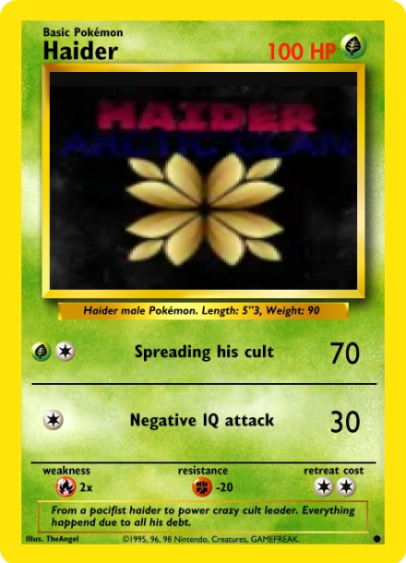 Basic Pokémon
Haider
100 HP
HAIDER
ARCTIC CLAN
Haider male Pokémon. Length: 5"3, Weight: 90
Spreading his cult 70
Negative IQ attack 30
weakness resistance retreat cost
2x -20
From a pacifist haider to power crazy cult leader. Everything
happend due to all his debt.
Illus. TheAngel ©1995, 96, 98 Nintendo, Creatures, GAMEFREAK.